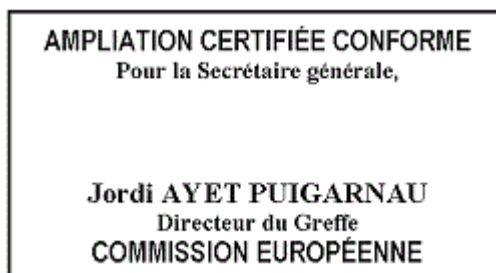 AMPLIATION CERTIFIÉE CONFORME
Pour la Secrétaire générale,
Jordi AYET PUIGARNAU
Directeur du Greffe
COMMISSION EUROPÉENNE